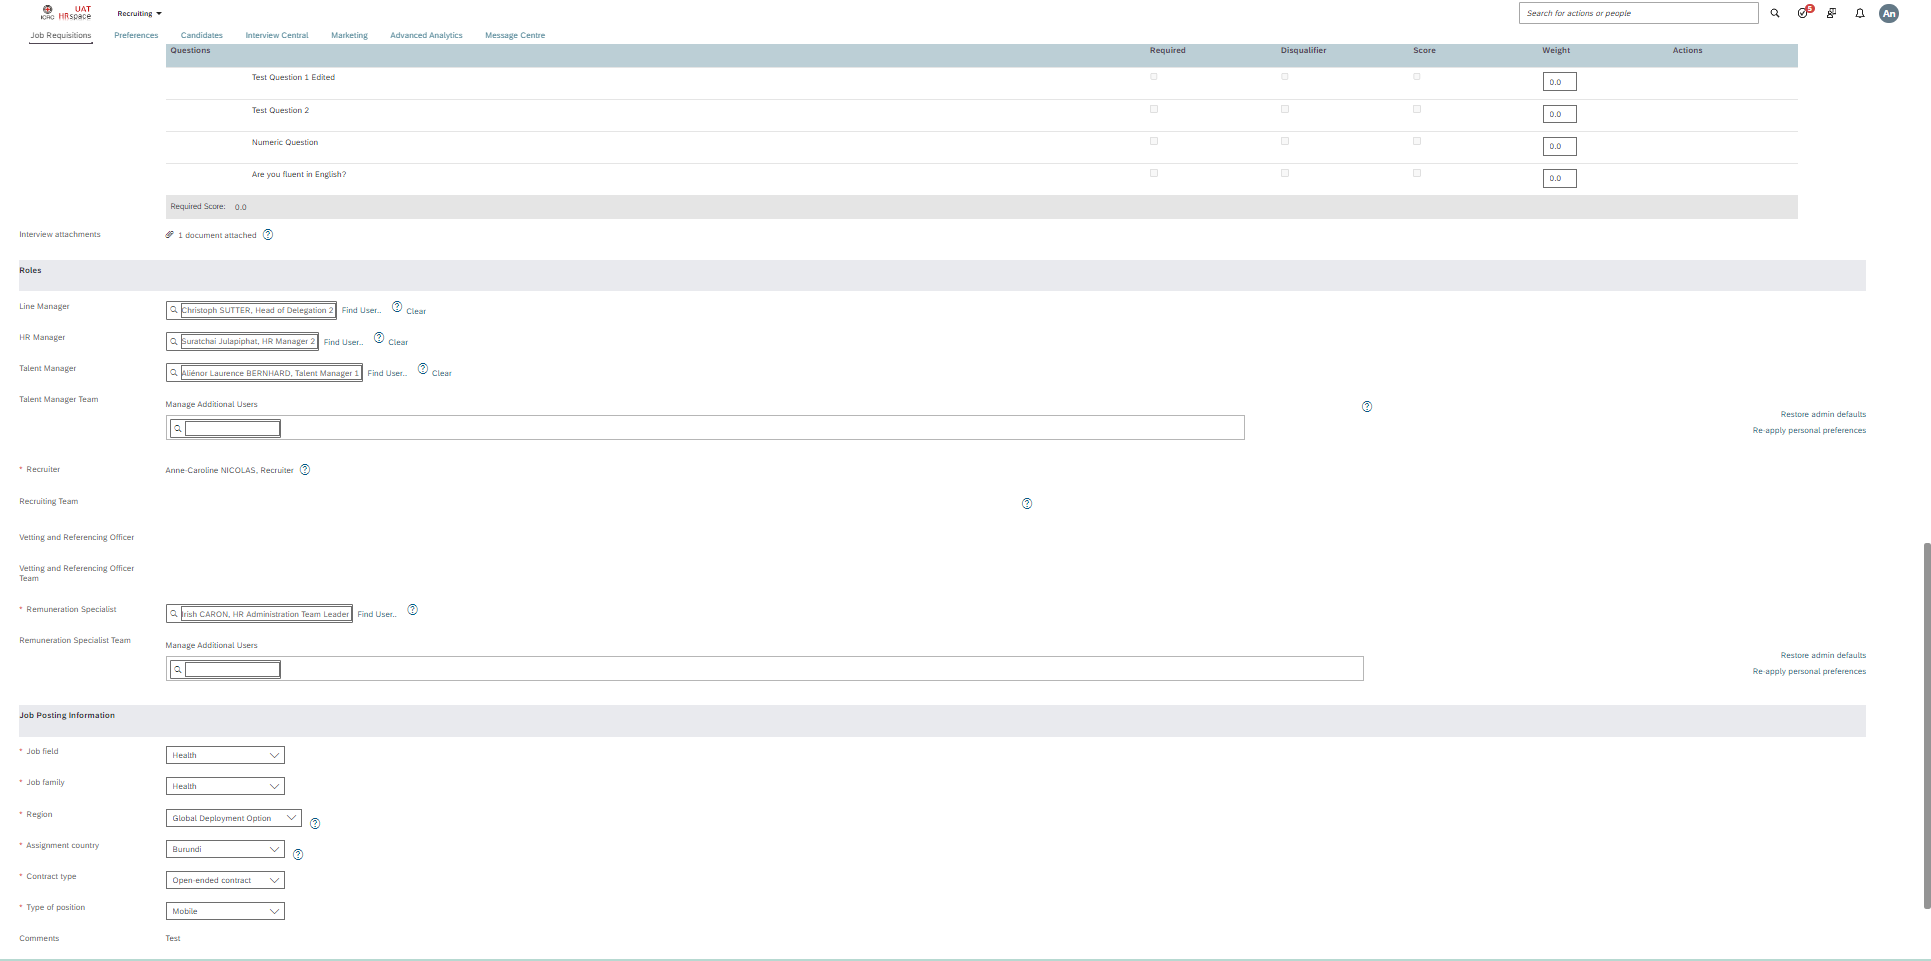 ICRC
UAT
HRspace
Recruiting
Search for actions or people
5
An
Job Requisitions Preferences Candidates Interview Central Marketing Advanced Analytics Message Centre
Questions Required Disqualifier Score Weight Actions
Test Question 1 Edited 0.0
Test Question 2 0.0
Numeric Question 0.0
Are you fluent in English? 0.0
Required Score: 0.0
Interview attachments 1 document attached ?
Roles
Line Manager Christoph SUTTER, Head of Delegation 2 Find User.. ? Clear
HR Manager Suratchai Julapiphat, HR Manager 2 Find User.. ? Clear
Talent Manager Aliénor Laurence BERNHARD, Talent Manager 1 Find User.. ? Clear
Talent Manager Team Manage Additional Users ?
Restore admin defaults
Re-apply personal preferences
* Recruiter Anne-Caroline NICOLAS, Recruiter ?
Recruiting Team ?
Vetting and Referencing Officer
Vetting and Referencing Officer
Team
* Remuneration Specialist Irish CARON, HR Administration Team Leader Find User.. ?
Remuneration Specialist Team Manage Additional Users
Restore admin defaults
Re-apply personal preferences
Job Posting Information
* Job field Health
* Job family Health
* Region Global Deployment Option ?
* Assignment country Burundi ?
* Contract type Open-ended contract
* Type of position Mobile
Comments Test